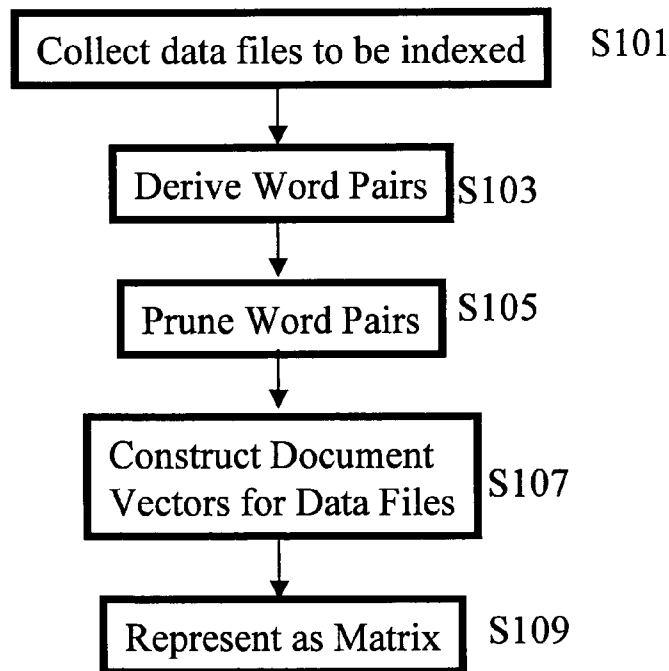 Collect data files to be indexed
S101
Derive Word Pairs
S103
Prune Word Pairs
S105
Construct Document
Vectors for Data Files
S107
Represent as Matrix
S109